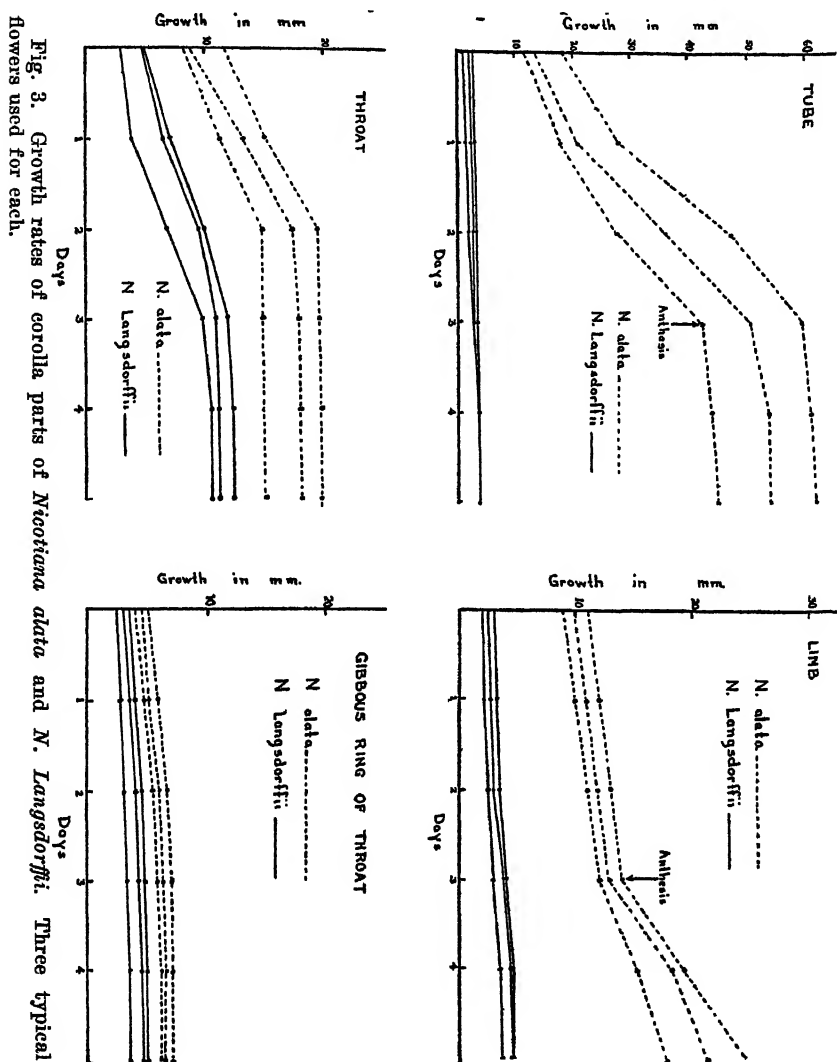 TUBE
Growth in mm
10 20 30 40 50 60
Anthesis
N. alata
N. Langsdorffii
1 2 3 4
Days
LIMB
Growth in mm.
10 20 30
N. alata
N. Langsdorffii
Anthesis
1 2 3 4
Days
THROAT
Growth in mm
10 20
N. alata
N Langsdorffii
1 2 3 4
Days
GIBBOUS RING OF THROAT
Growth in mm.
10 20
N alata
N Langsdorffii
1 2 3 4
Days
Fig. 3. Growth rates of corolla parts of Nicotiana alata and N. Langsdorffii. Three typical
flowers used for each.